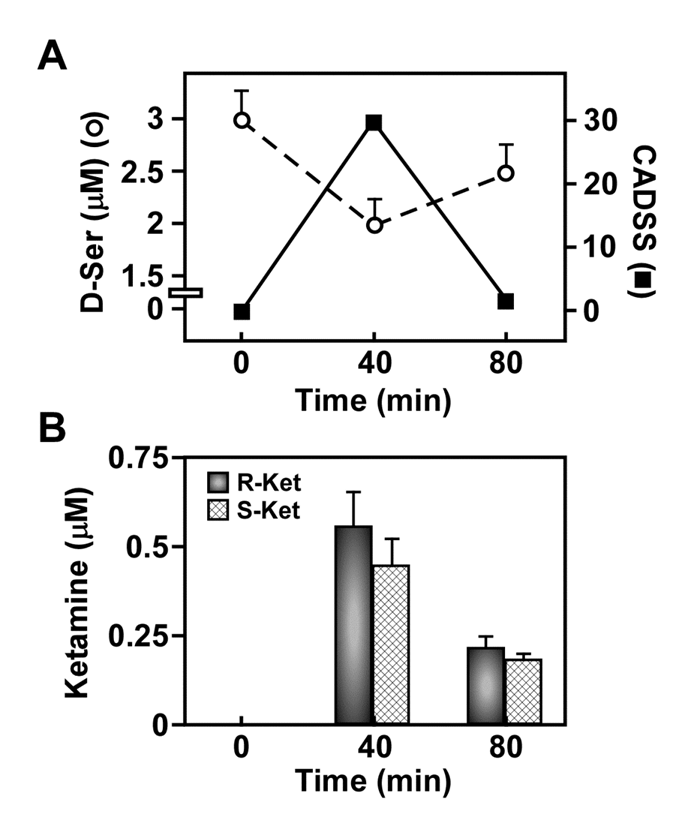 A
D-Ser (μM) (○)
3
2.5
2
1.5
0
30
20
10
0
CADSS (■)
0 40 80
Time (min)
B
Ketamine (μM)
0.75
0.5
0.25
0
R-Ket
S-Ket
0 40 80
Time (min)